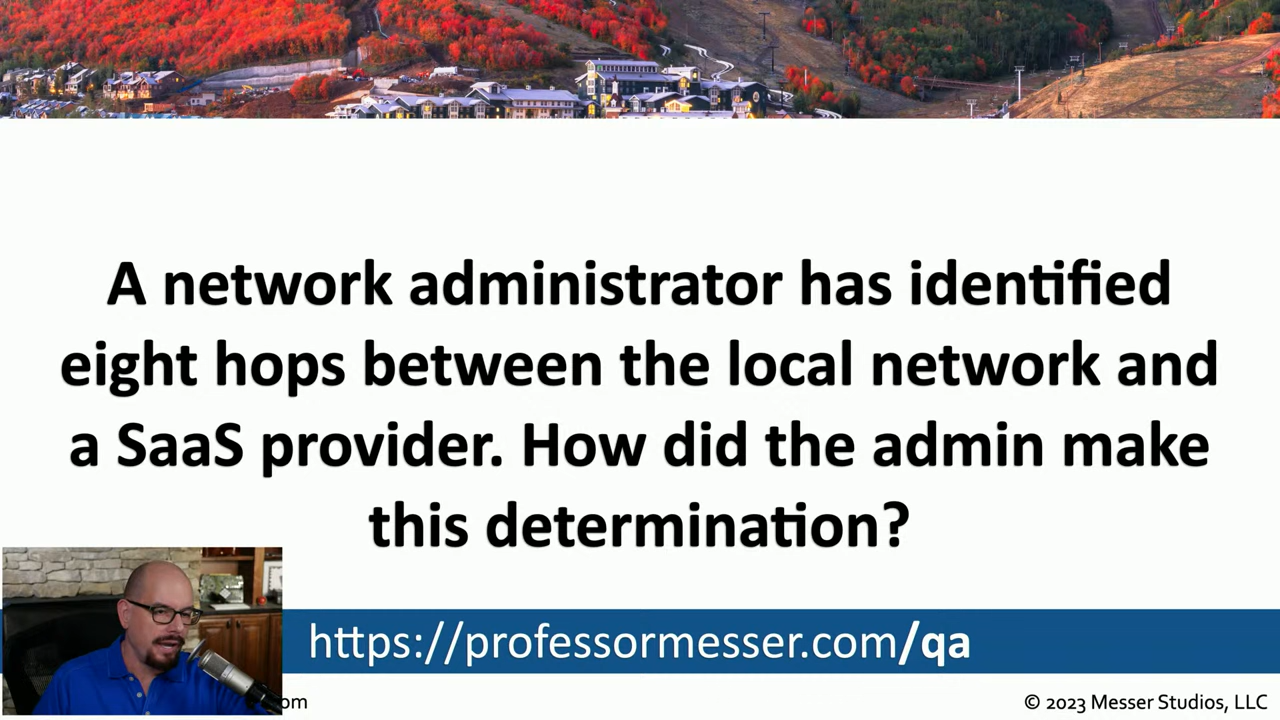 A network administrator has identified
eight hops between the local network and
a SaaS provider. How did the admin make
this determination?
https://professormesser.com/qa
om
© 2023 Messer Studios, LLC